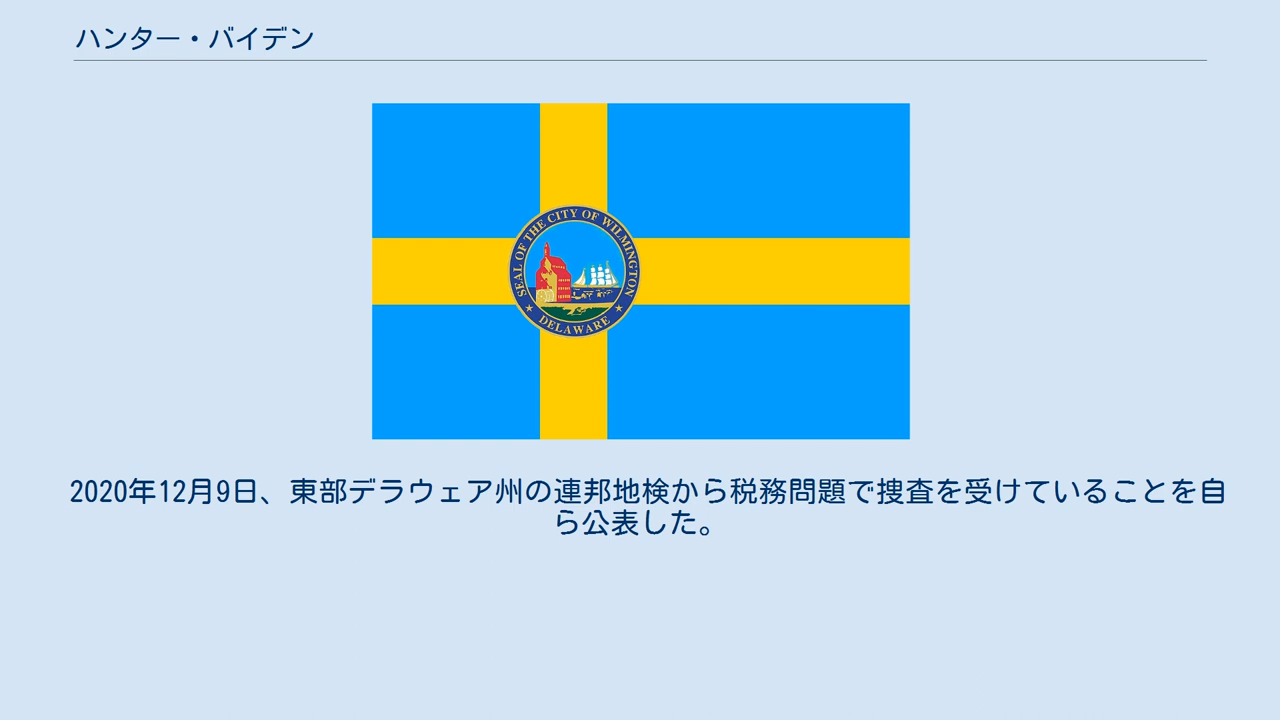 ハンター・バイデン
SEAL OF THE CITY OF WILMINGTON
DELAWARE
2020年12月9日、東部デラウェア州の連邦地検から税務問題で捜査を受けていることを自
ら公表した。